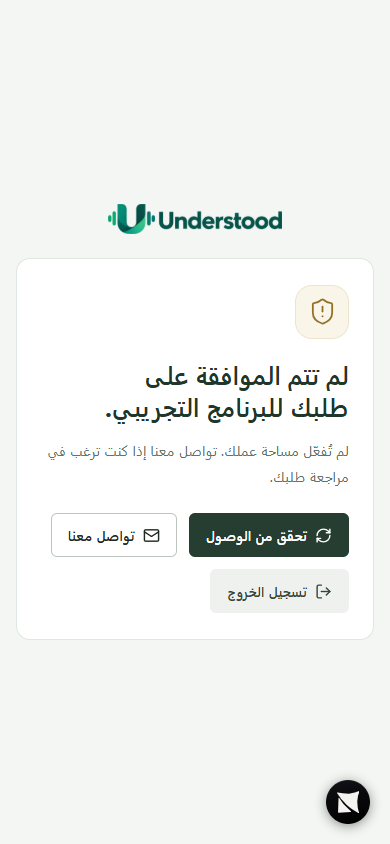 Understood
لم تتم الموافقة على
طلبك للبرنامج التجريبي.
لم تُفعّل مساحة عملك. تواصل معنا إذا كنت ترغب في
مراجعة طلبك.
تحقق من الوصول
تواصل معنا
تسجيل الخروج